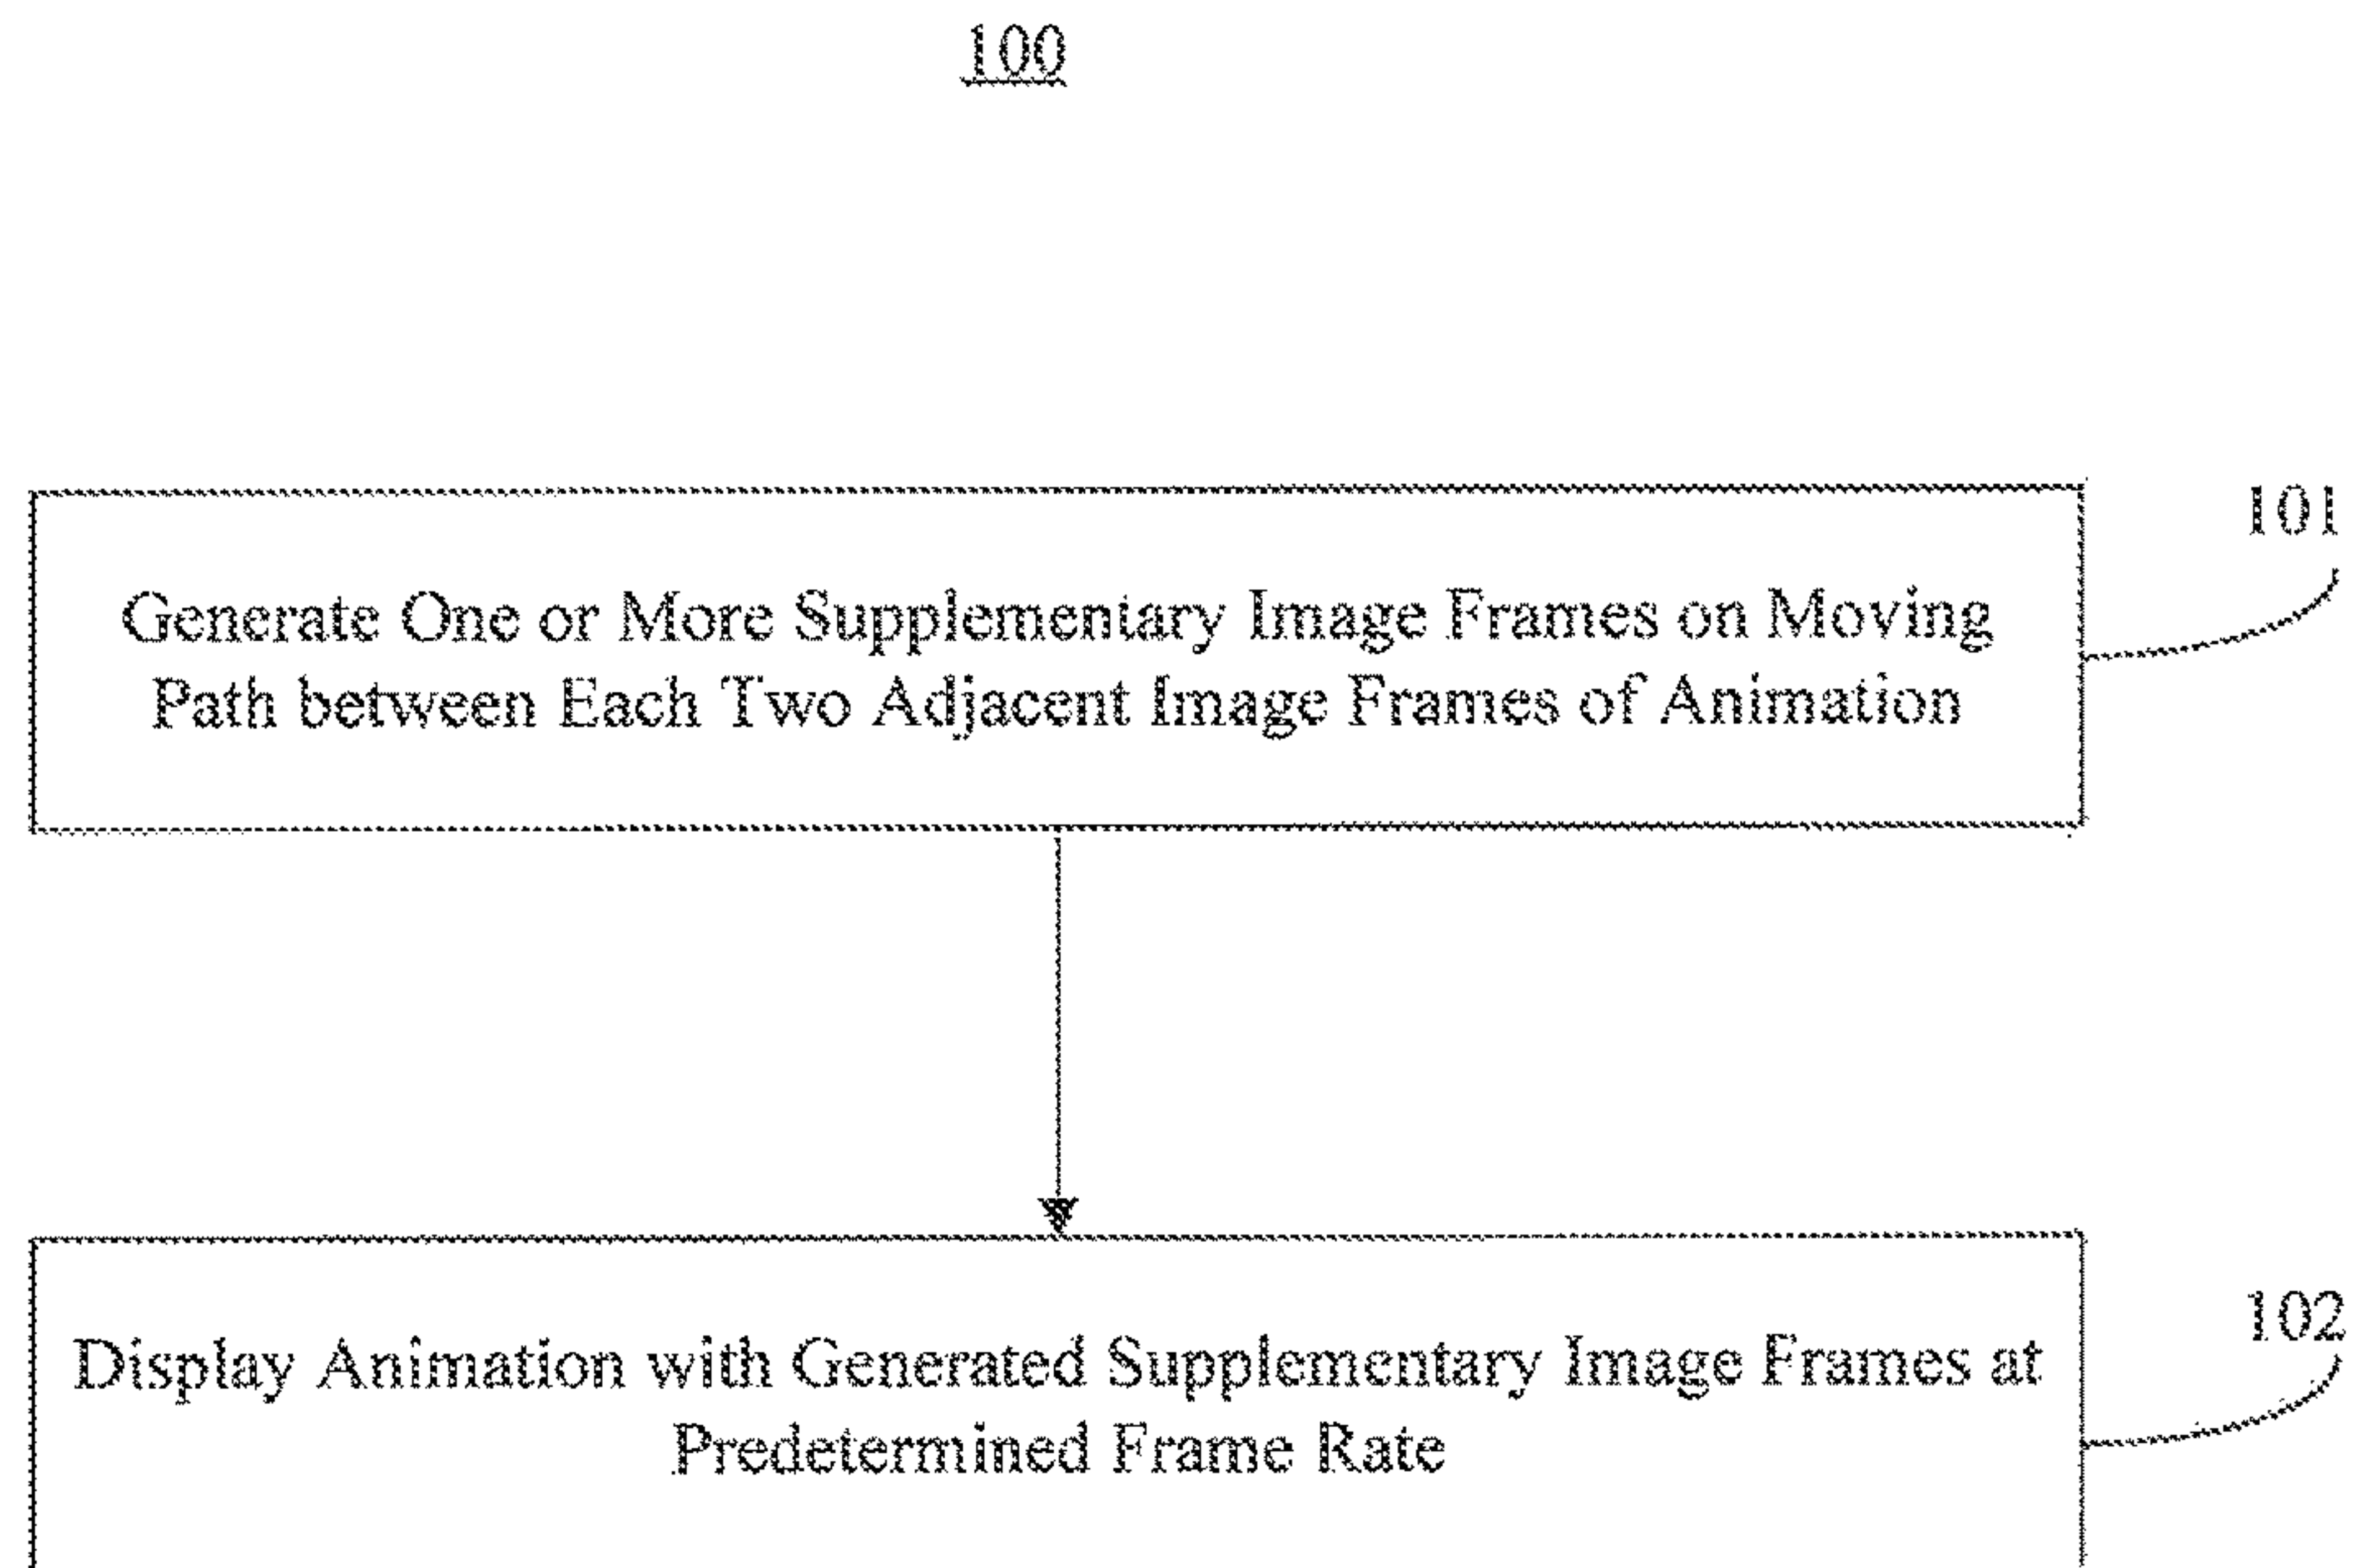 100
101
Generate One or More Supplementary Image Frames on Moving
Path between Each Two Adjacent Image Frames of Animation
102
Display Animation with Generated Supplementary Image Frames at
Predetermined Frame Rate